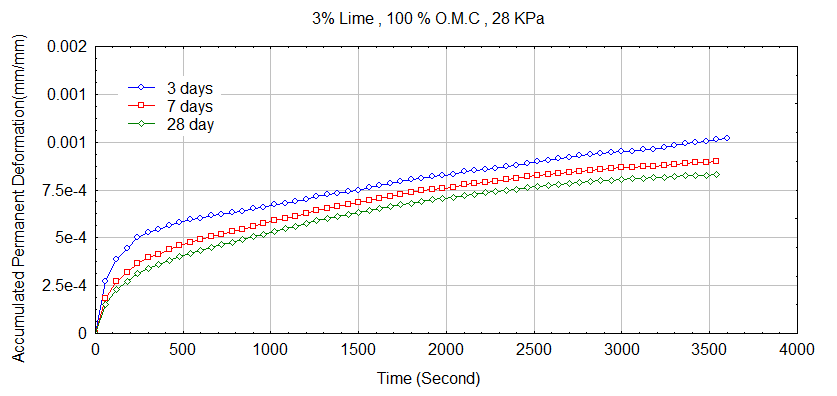 3% Lime , 100 % O.M.C , 28 KPa
Accumulated Permanent Deformation(mm/mm)
0.002
0.001
0.001
7.5e-4
5e-4
2.5e-4
0
3 days
7 days
28 day
0 500 1000 1500 2000 2500 3000 3500 4000
Time (Second)